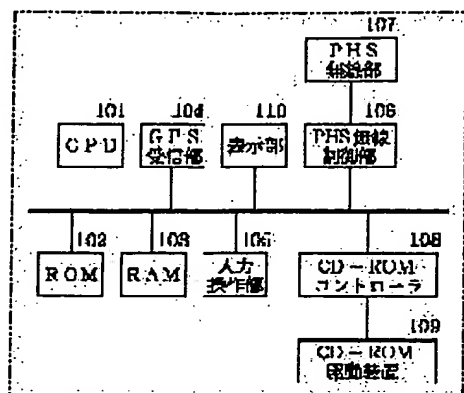 107
PHS
無線部
101
104
110
106
CPU
GPS
受信部
表示部
PHS無線
制御部
102
103
105
108
ROM
RAM
入力
操作部
CD-ROM
コントローラ
109
CD-ROM
駆動装置